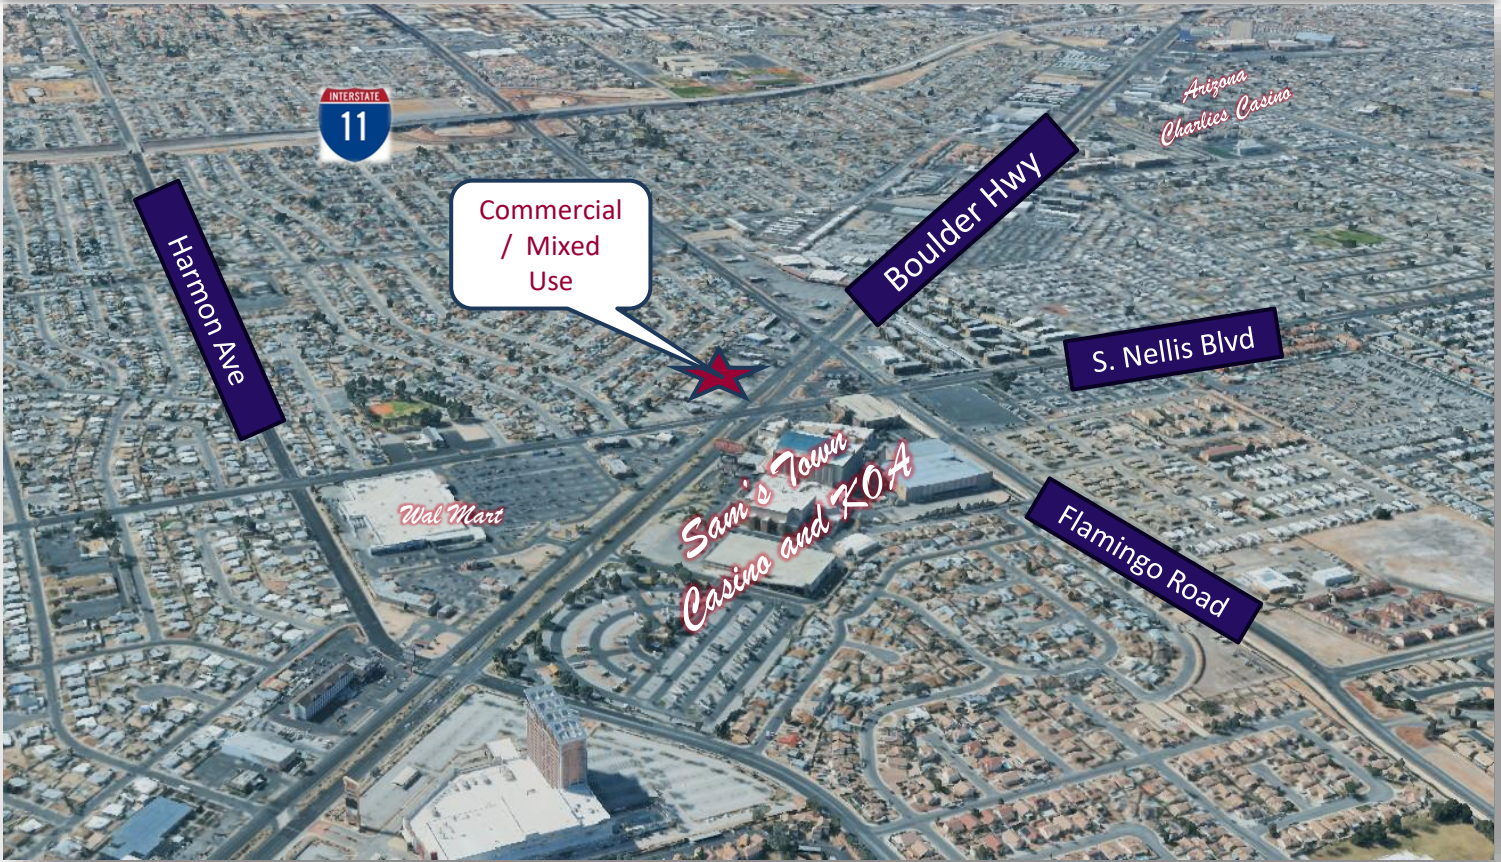 Arizona
Charlies Casino
INTERSTATE
11
Boulder Hwy
Commercial
/ Mixed
Use
Harmon Ave
S. Nellis Blvd
Sam's Town
Casino and KOA
Wal Mart
Flamingo Road